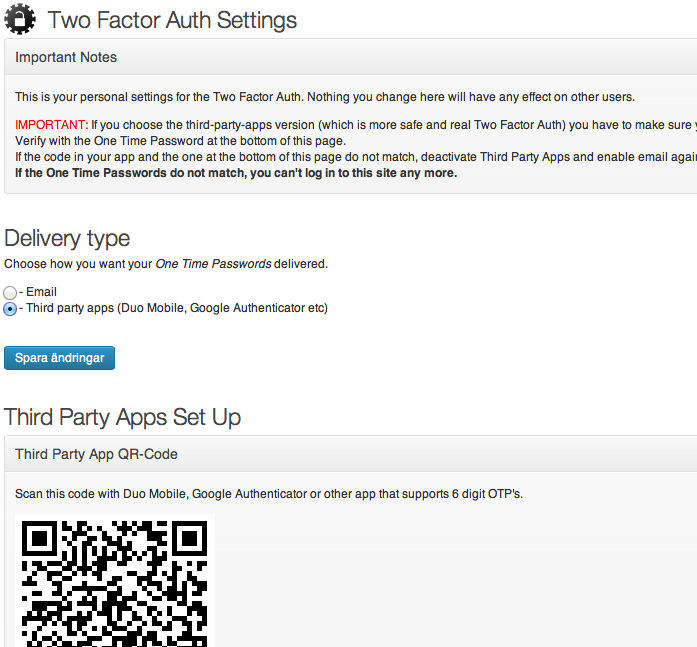 Two Factor Auth Settings
Important Notes
This is your personal settings for the Two Factor Auth. Nothing you change here will have any effect on other users.
IMPORTANT: If you choose the third-party-apps version (which is more safe and real Two Factor Auth) you have to make sure
Verify with the One Time Password at the bottom of this page.
If the code in your app and the one at the bottom of this page do not match, deactivate Third Party Apps and enable email
If the One Time Passwords do not match, you can't log in to this site any more.
Delivery type
Choose how you want your One Time Passwords delivered.
- Email
- Third party apps (Duo Mobile, Google Authenticator etc)
Spara ändringar
Third Party Apps Set Up
Third Party App QR-Code
Scan this code with Duo Mobile, Google Authenticator or other app that supports 6 digit OTP's.